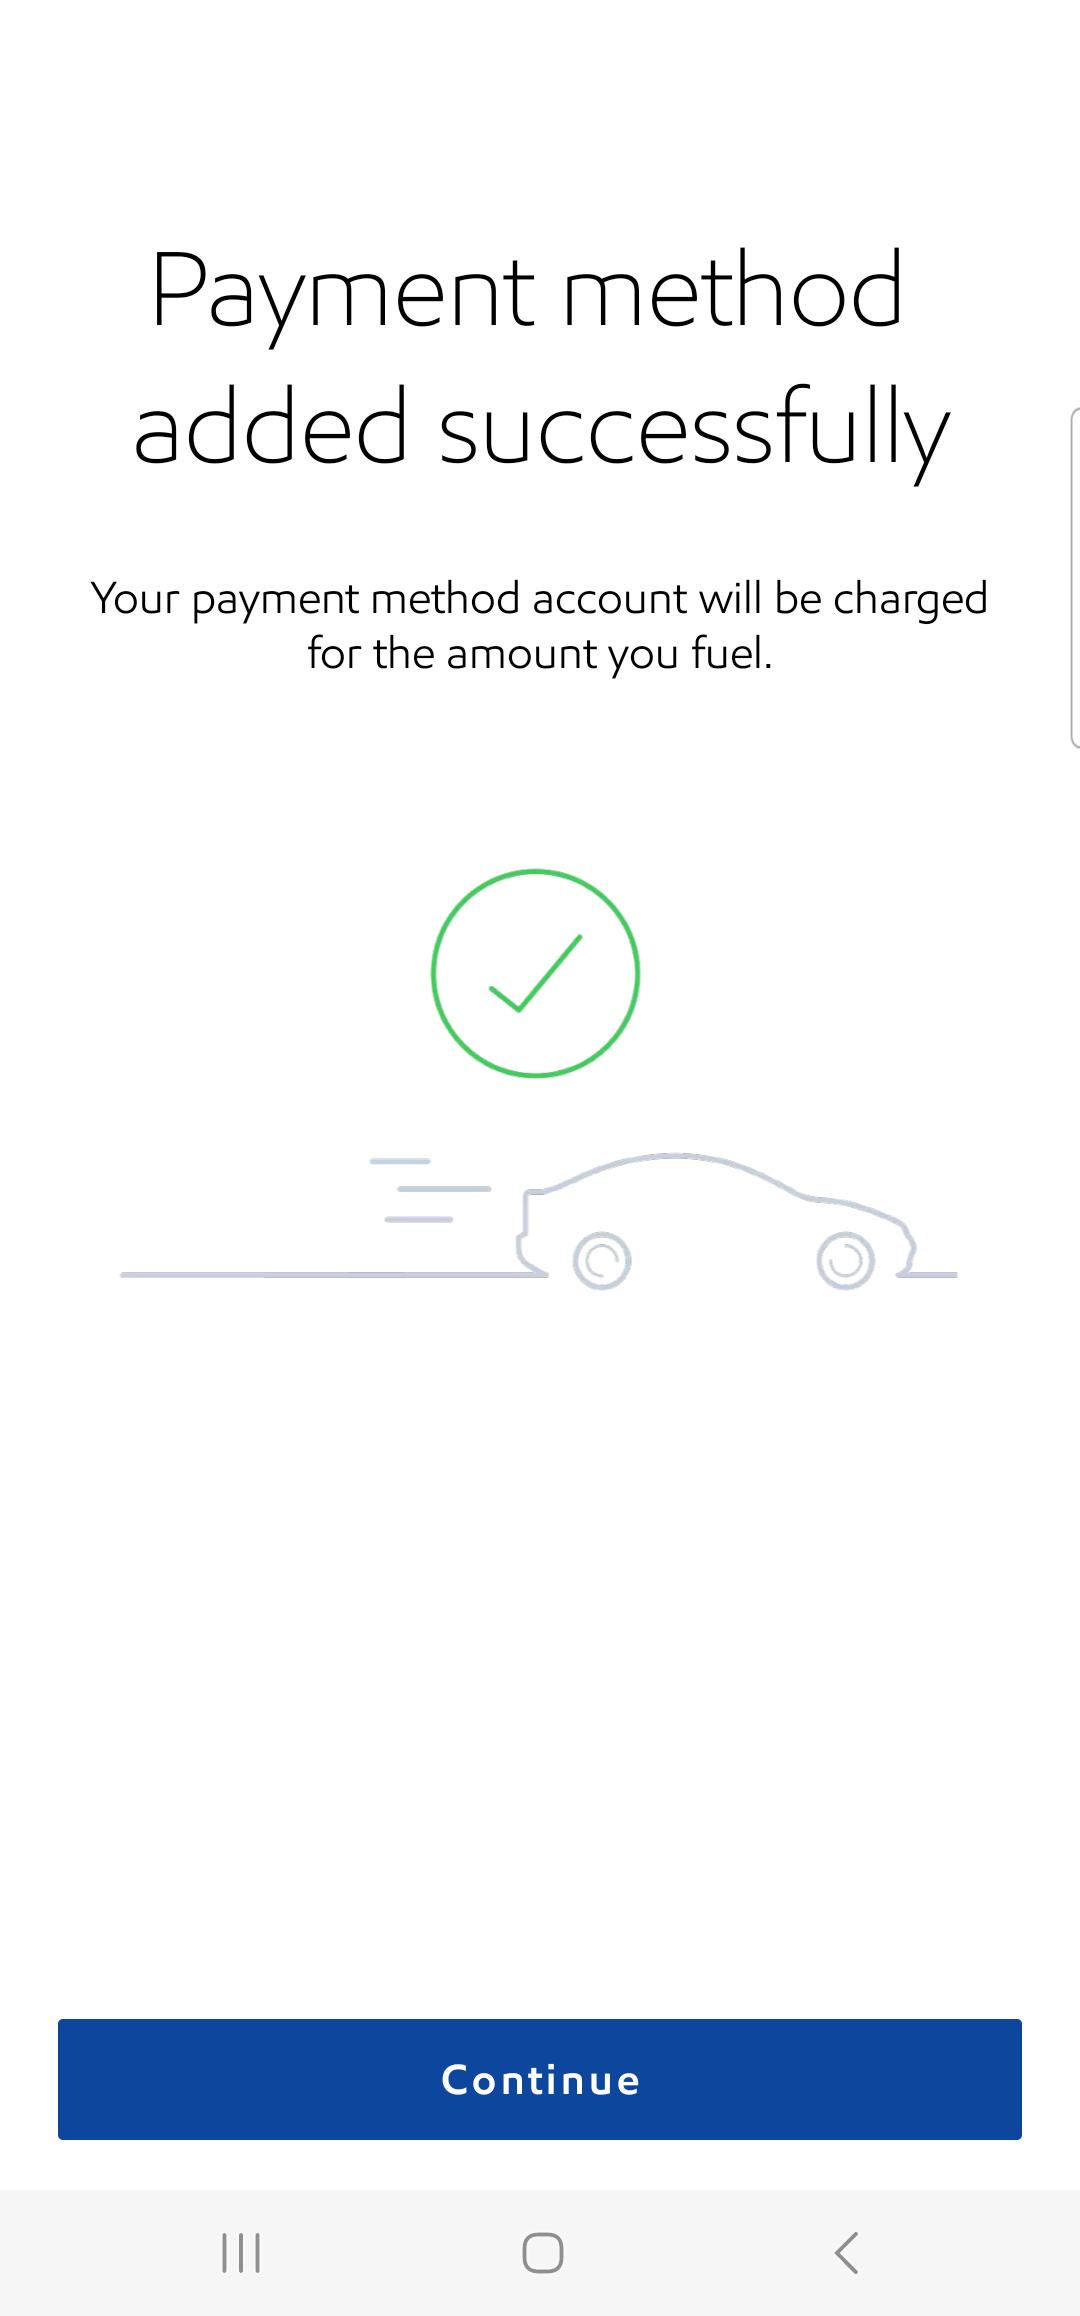 Payment method
added successfully
Your payment method account will be charged
for the amount you fuel.
Continue